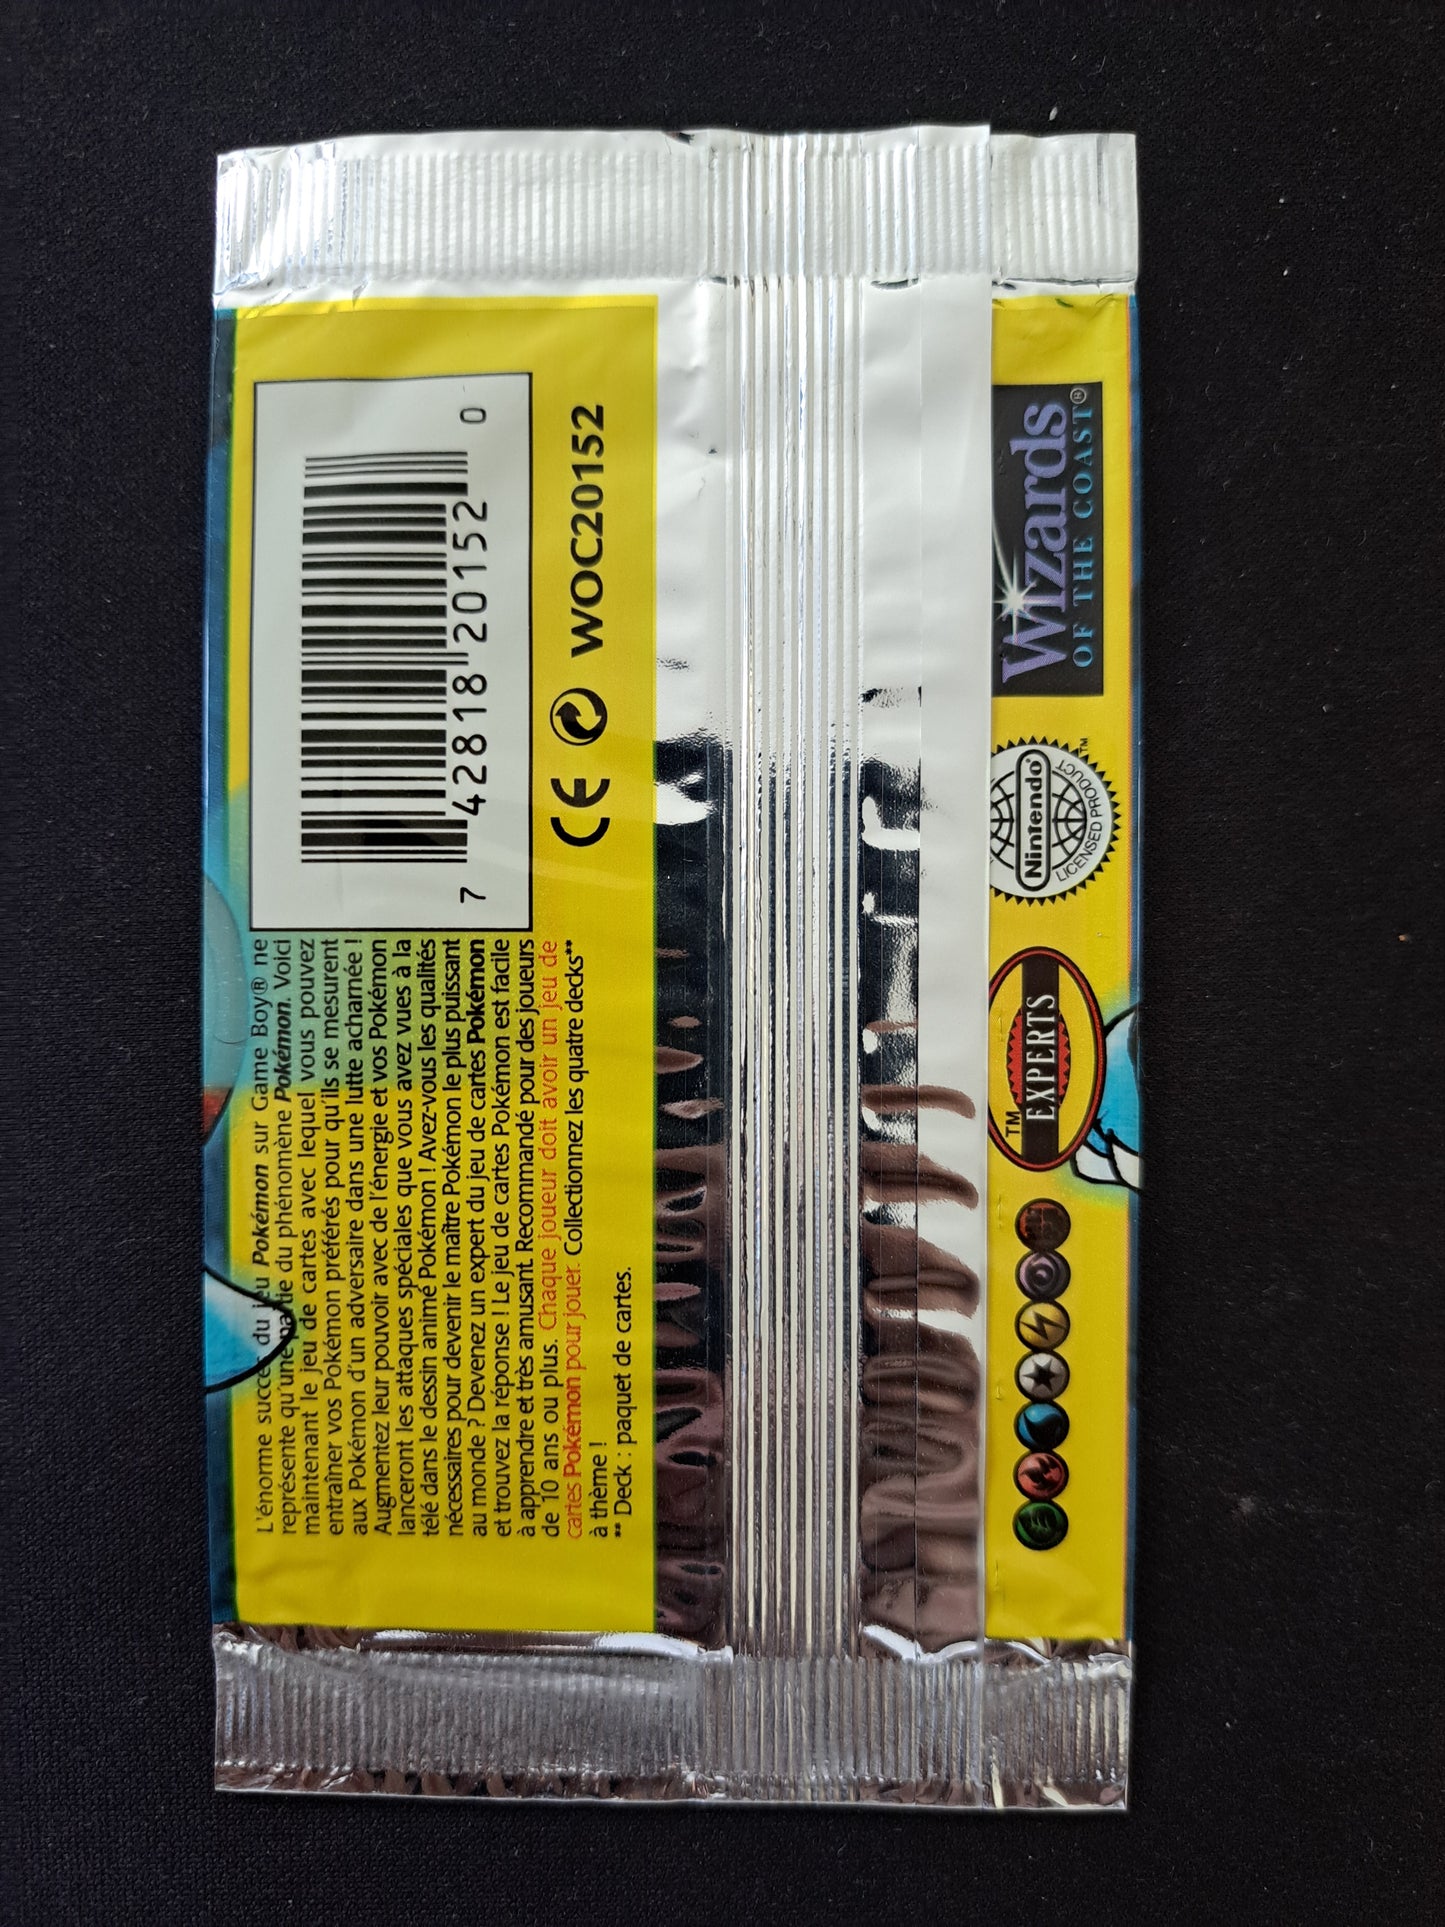 L'énorme succès du jeu Pokémon sur Game Boy® ne
représente qu'une partie du phénomène Pokémon. Voici
maintenant le jeu de cartes avec lequel vous pouvez
entraîner vos Pokémon préférés pour qu'ils se mesurent
aux Pokémon d'un adversaire dans une lutte acharnée !
Augmentez leur pouvoir avec de l'énergie et vos Pokémon
lanceront les attaques spéciales que vous avez vues à la
télé dans le dessin animé Pokémon ! Avez-vous les qualités
nécessaires pour devenir le maître Pokémon le plus puissant
au monde ? Devenez un expert du jeu de cartes Pokémon
et trouvez la réponse ! Le jeu de cartes Pokémon est facile
à apprendre et très amusant. Recommandé pour des joueurs
de 10 ans ou plus. Chaque joueur doit avoir un jeu de
cartes Pokémon pour jouer. Collectionnez les quatre decks**
à thème !
** Deck : paquet de cartes.
7 42818 20152 0
CE WOC20152
TM
EXPERTS
Nintendo®
LICENSED PRODUCT™
Wizards
OF THE COAST®